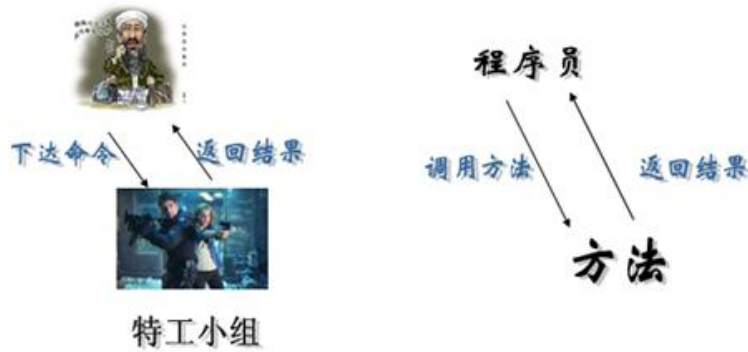 程序员
下达命令
返回结果
调用方法
返回结果
方法
特工小组